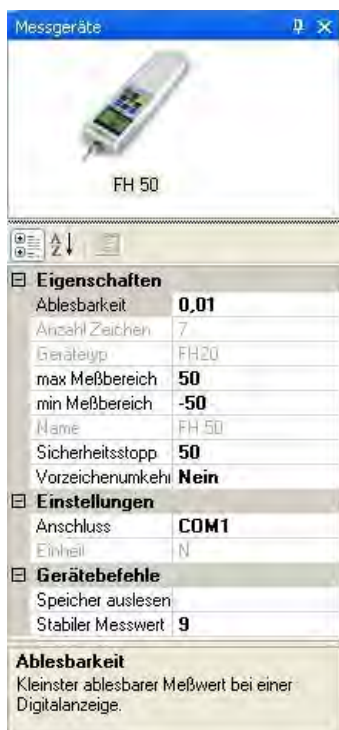 Messgeräte
FH 50
Eigenschaften
Ablesbarkeit 0,01
Anzahl Zeichen 7
Gerätetyp FH20
max Meßbereich 50
min Meßbereich -50
Name FH 50
Sicherheitsstopp 50
Vorzeichenumkehr Nein
Einstellungen
Anschluss COM1
Einheit N
Gerätebefehle
Speicher auslesen
Stabiler Messwert 9
Ablesbarkeit
Kleinster ablesbarer Meßwert bei einer
Digitalanzeige.